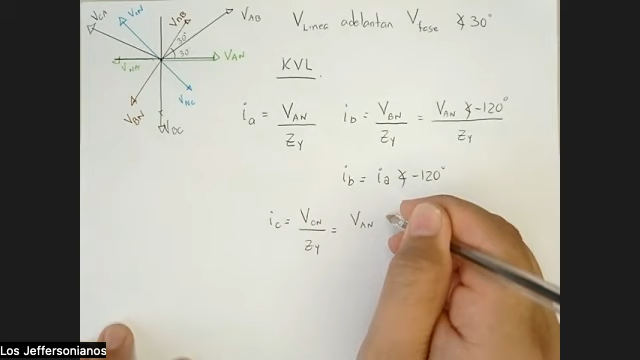 V_CA V_CN V_NB V_AB
30°
30°
V_NA V_AN
V_BN V_NC
V_BC
V_Linea adelantan V_fase ∡30°
KVL
i_a = V_AN / Z_Y i_b = V_BN / Z_Y = V_AN ∡-120° / Z_Y
i_b = i_a ∡-120°
i_c = V_CN / Z_Y = V_AN
Los Jeffersonianos